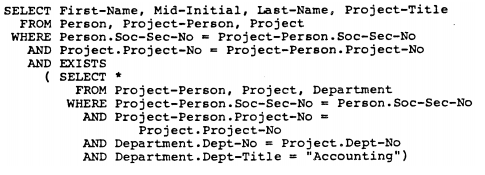 SELECT First-Name, Mid-Initial, Last-Name, Project-Title
FROM Person, Project-Person, Project
WHERE Person.Soc-Sec-No = Project-Person.Soc-Sec-No
AND Project.Project-No = Project-Person.Project-No
AND EXISTS
( SELECT *
FROM Project-Person, Project, Department
WHERE Project-Person.Soc-Sec-No = Person.Soc-Sec-No
AND Project-Person.Project-No =
Project.Project-No
AND Department.Dept-No = Project.Dept-No
AND Department.Dept-Title = "Accounting")